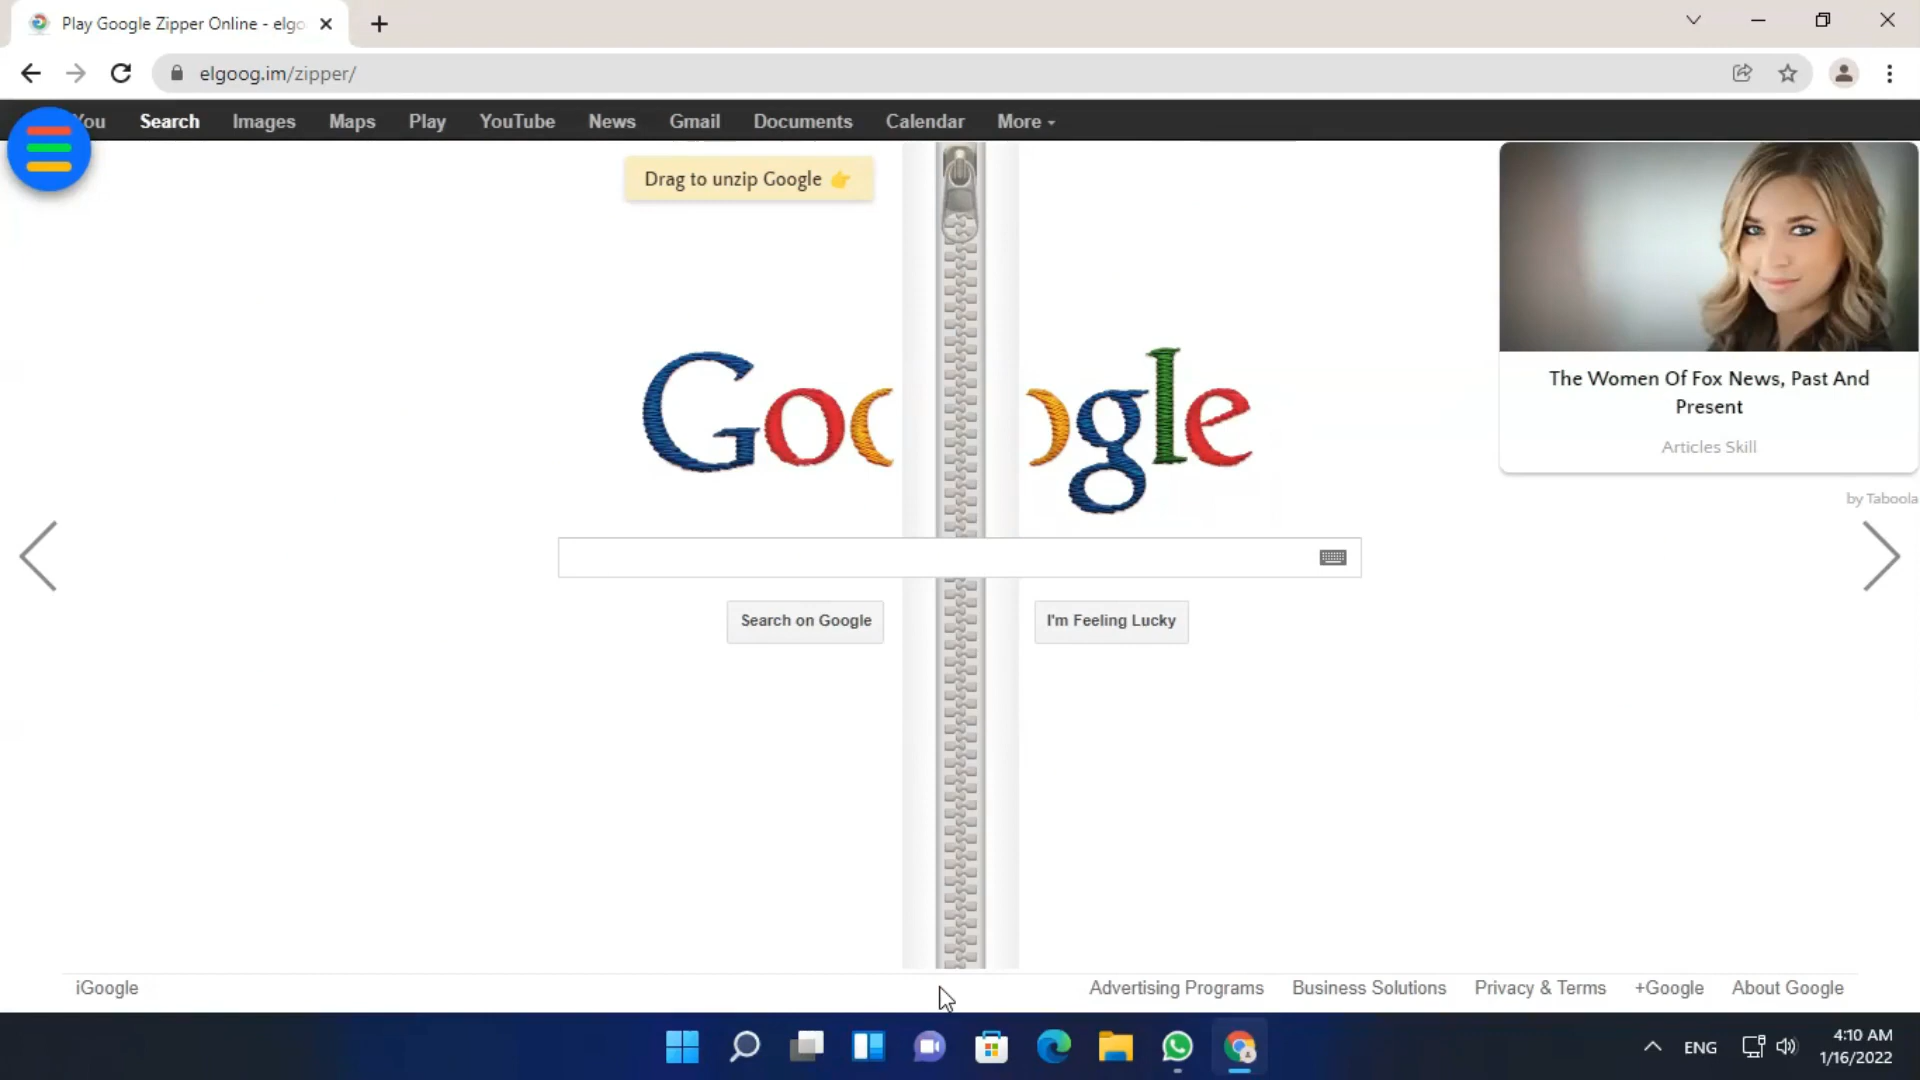 Play Google Zipper Online - elgo
elgoog.im/zipper/
You Search Images Maps Play YouTube News Gmail Documents Calendar More
Drag to unzip Google
Google
The Women Of Fox News, Past And
Present
Articles Skill
by Taboola
Search on Google
I'm Feeling Lucky
iGoogle
Advertising Programs Business Solutions Privacy & Terms +Google About Google
ENG
4:10 AM
1/16/2022